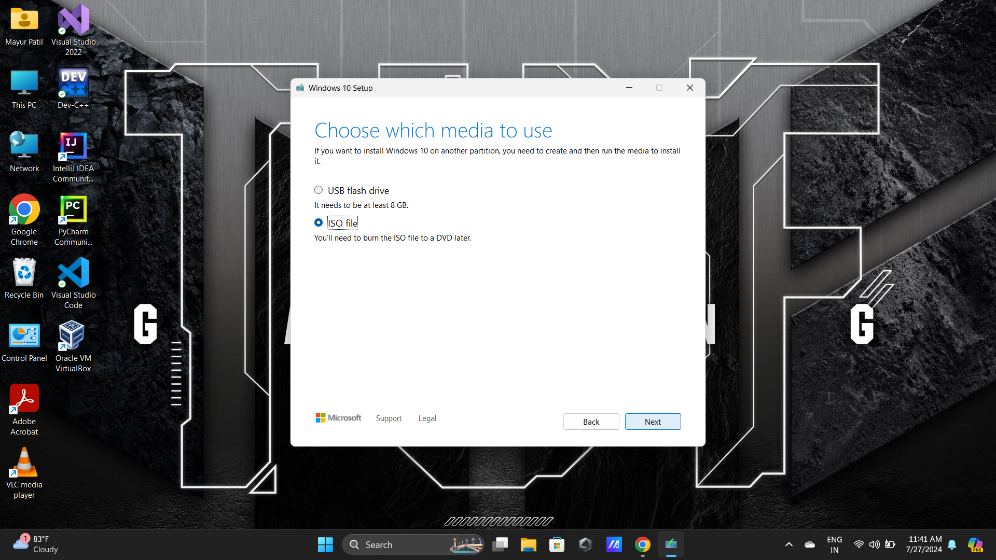 Mayur Patil
Visual Studio
2022
This PC
DEV
Dev-C++
Network
IJ
IntelliJ IDEA
Communit...
Google
Chrome
PC
PyCharm
Communi...
Recycle Bin
Visual Studio
Code
Control Panel
Oracle VM
VirtualBox
Adobe
Acrobat
VLC media
player
Windows 10 Setup
Choose which media to use
If you want to install Windows 10 on another partition, you need to create and then run the media to install
it.
USB flash drive
It needs to be at least 8 GB.
ISO file
You'll need to burn the ISO file to a DVD later.
Microsoft
Support
Legal
Back
Next
G
G
1
83°F
Cloudy
Search
ENG
IN
11:41 AM
7/27/2024